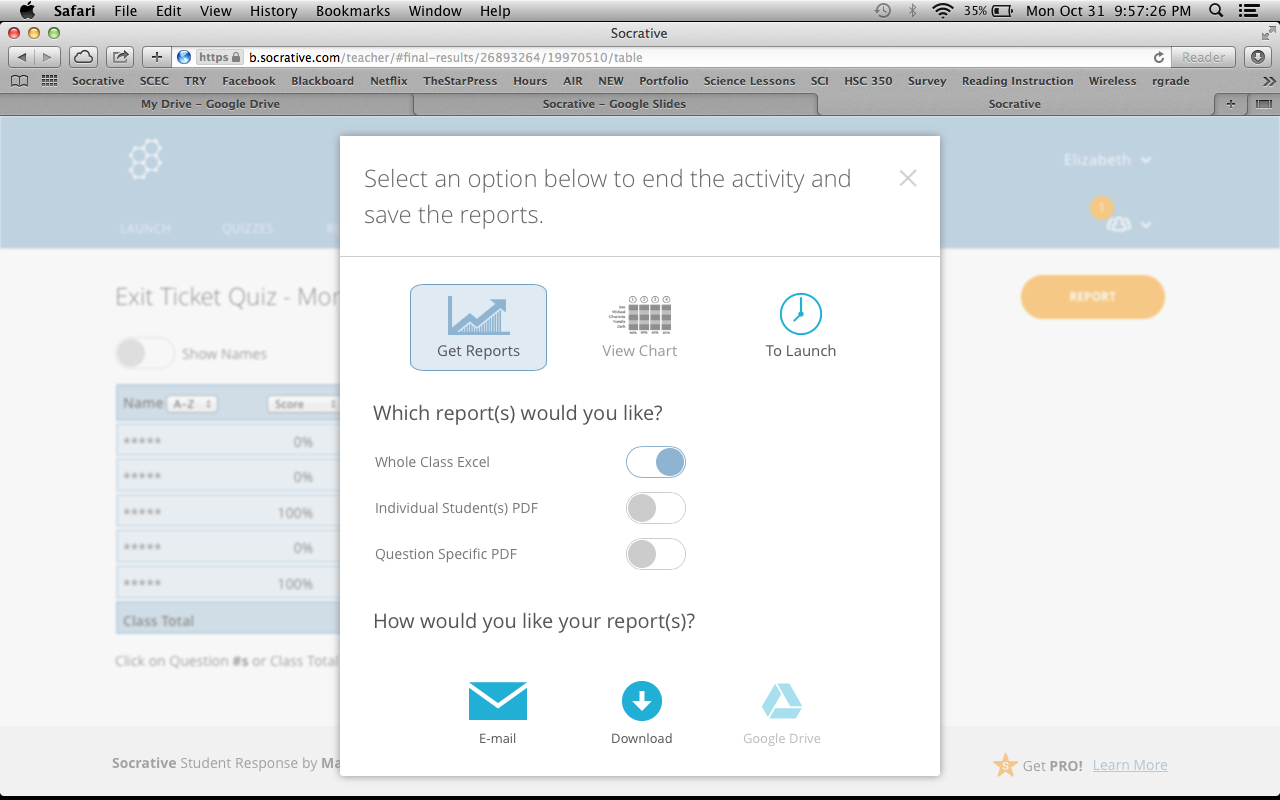 Safari File Edit View History Bookmarks Window Help 35% Mon Oct 31 9:57:26 PM
Socrative
https b.socrative.com/teacher/#final-results/26893264/19970510/table Reader
Socrative SCEC TRY Facebook Blackboard Netflix TheStarPress Hours AIR NEW Portfolio Science Lessons SCI HSC 350 Survey Reading Instruction Wireless rgrade
My Drive – Google Drive Socrative – Google Slides Socrative
Elizabeth
1
LAUNCH QUIZZES
Select an option below to end the activity and
save the reports.
Exit Ticket Quiz - Mon
REPORT
Get Reports View Chart To Launch
Show Names
Name A–Z Score
Which report(s) would you like?
***** 0%
Whole Class Excel
***** 0%
Individual Student(s) PDF
***** 100%
Question Specific PDF
***** 0%
***** 100%
Class Total
How would you like your report(s)?
Click on Question #s or Class Total
E-mail Download Google Drive
Socrative Student Response by Ma
Get PRO! Learn More